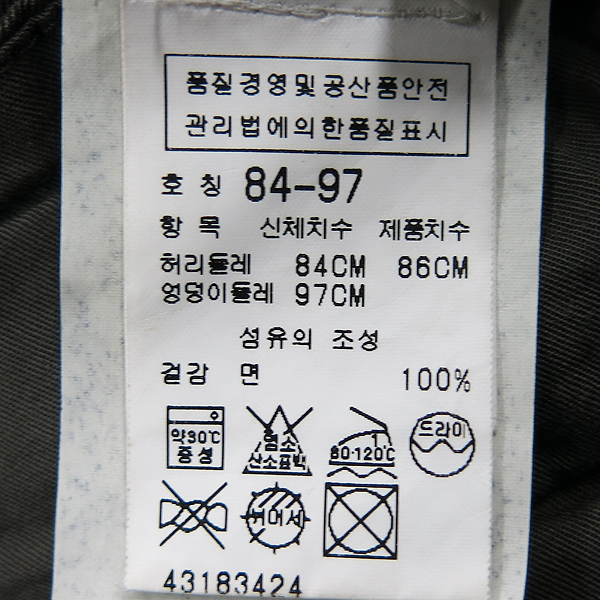 품질경영및공산품안전
관리법에의한품질표시
호칭 84-97
항목 신체치수 제품치수
허리둘레 84CM 86CM
엉덩이둘레 97CM
섬유의 조성
겉감 면 100%
약30℃ 염소 80-120℃ 드라이
중성 산소표백
43183424